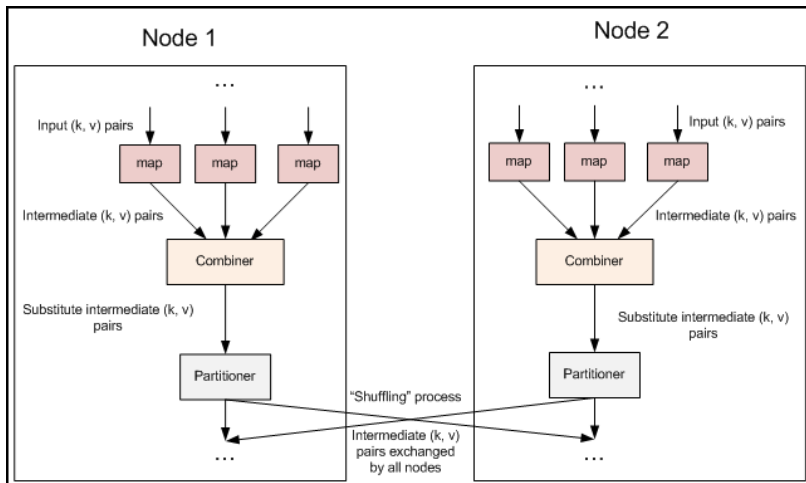 Node 1
Node 2
...
...
Input (k, v) pairs
Input (k, v) pairs
map
map
map
map
map
map
Intermediate (k, v) pairs
Intermediate (k, v) pairs
Combiner
Combiner
Substitute intermediate (k, v)
pairs
Substitute intermediate (k, v)
pairs
Partitioner
Partitioner
“Shuffling” process
Intermediate (k, v)
pairs exchanged
by all nodes
...
...